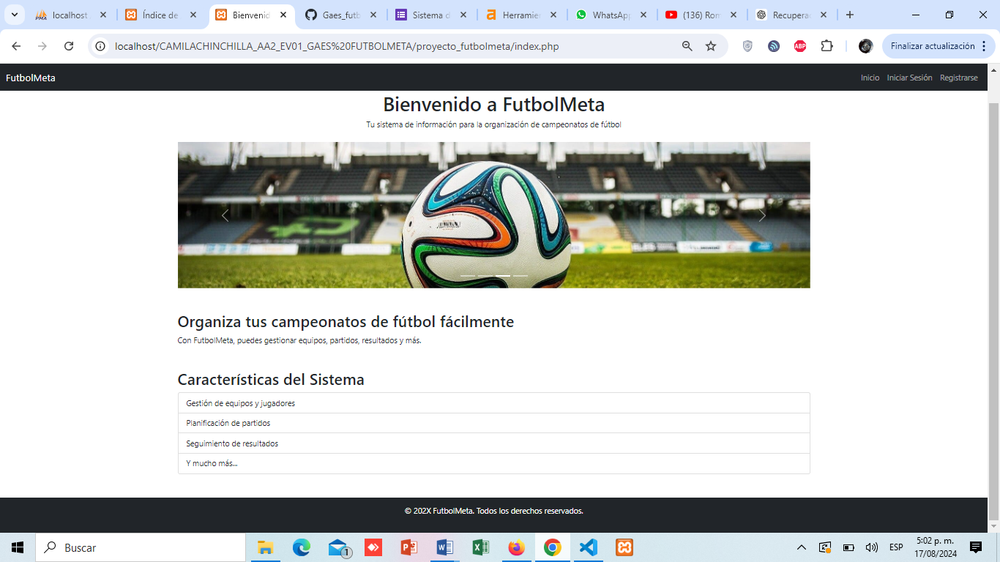 localhost
Índice de
Bienvenid
Gaes_futb
Sistema d
Herramie
WhatsApp
(136) Rom
Recupera
localhost/CAMILACHINCHILLA_AA2_EV01_GAES%20FUTBOLMETA/proyecto_futbolmeta/index.php
ABP
Finalizar actualización
FutbolMeta
Inicio
Iniciar Sesión
Registrarse
Bienvenido a FutbolMeta
Tu sistema de información para la organización de campeonatos de fútbol
Organiza tus campeonatos de fútbol fácilmente
Con FutbolMeta, puedes gestionar equipos, partidos, resultados y más.
Características del Sistema
Gestión de equipos y jugadores
Planificación de partidos
Seguimiento de resultados
Y mucho más...
© 202X FutbolMeta. Todos los derechos reservados.
Buscar
1
ESP
5:02 p. m.
17/08/2024